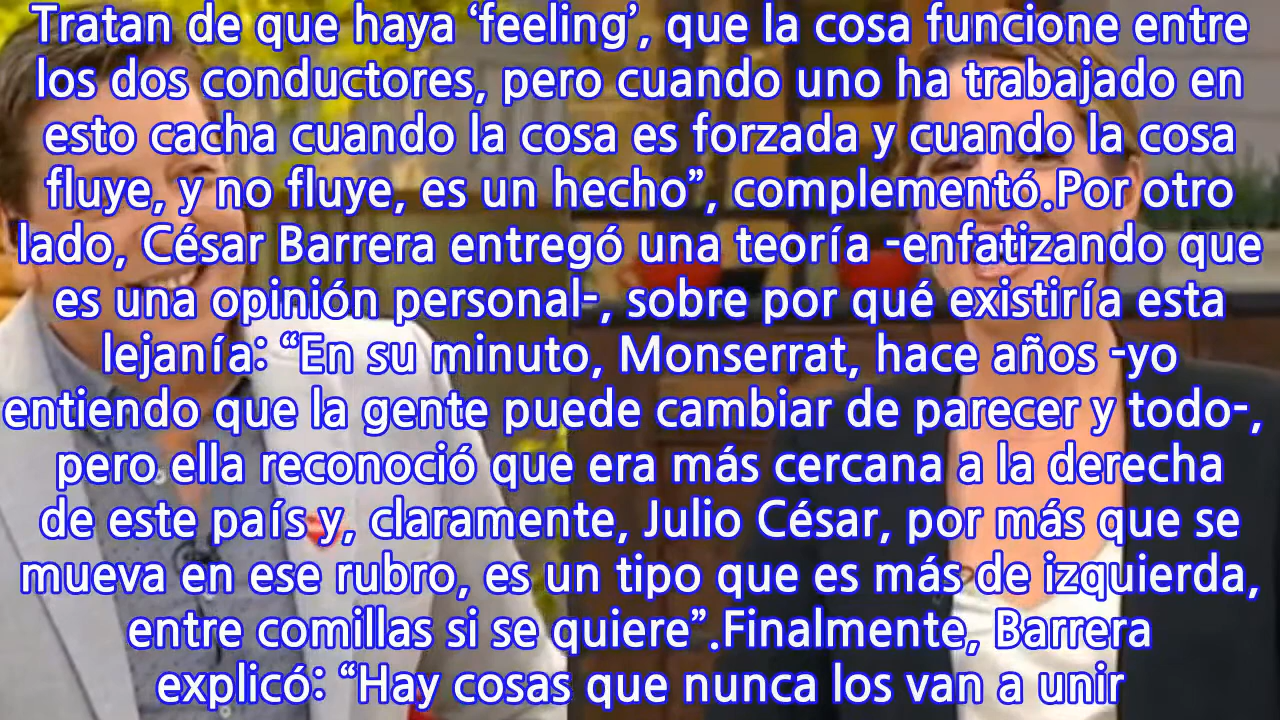 Tratan de que haya ‘feeling’, que la cosa funcione entre
los dos conductores, pero cuando uno ha trabajado en
esto cacha cuando la cosa es forzada y cuando la cosa
fluye, y no fluye, es un hecho”, complementó.Por otro
lado, César Barrera entregó una teoría -enfatizando que
es una opinión personal-, sobre por qué existiría esta
lejanía: “En su minuto, Monserrat, hace años -yo
entiendo que la gente puede cambiar de parecer y todo-,
pero ella reconoció que era más cercana a la derecha
de este país y, claramente, Julio César, por más que se
mueva en ese rubro, es un tipo que es más de izquierda,
entre comillas si se quiere”.Finalmente, Barrera
explicó: “Hay cosas que nunca los van a unir